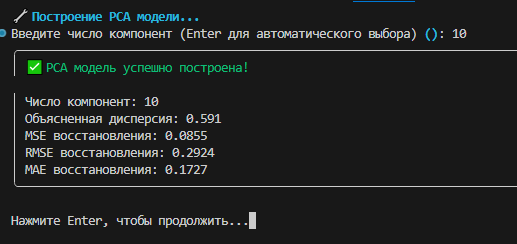 🔧 Построение PCA модели...
Введите число компонент (Enter для автоматического выбора) (): 10
✅ PCA модель успешно построена!
Число компонент: 10
Объясненная дисперсия: 0.591
MSE восстановления: 0.0855
RMSE восстановления: 0.2924
MAE восстановления: 0.1727
Нажмите Enter, чтобы продолжить...